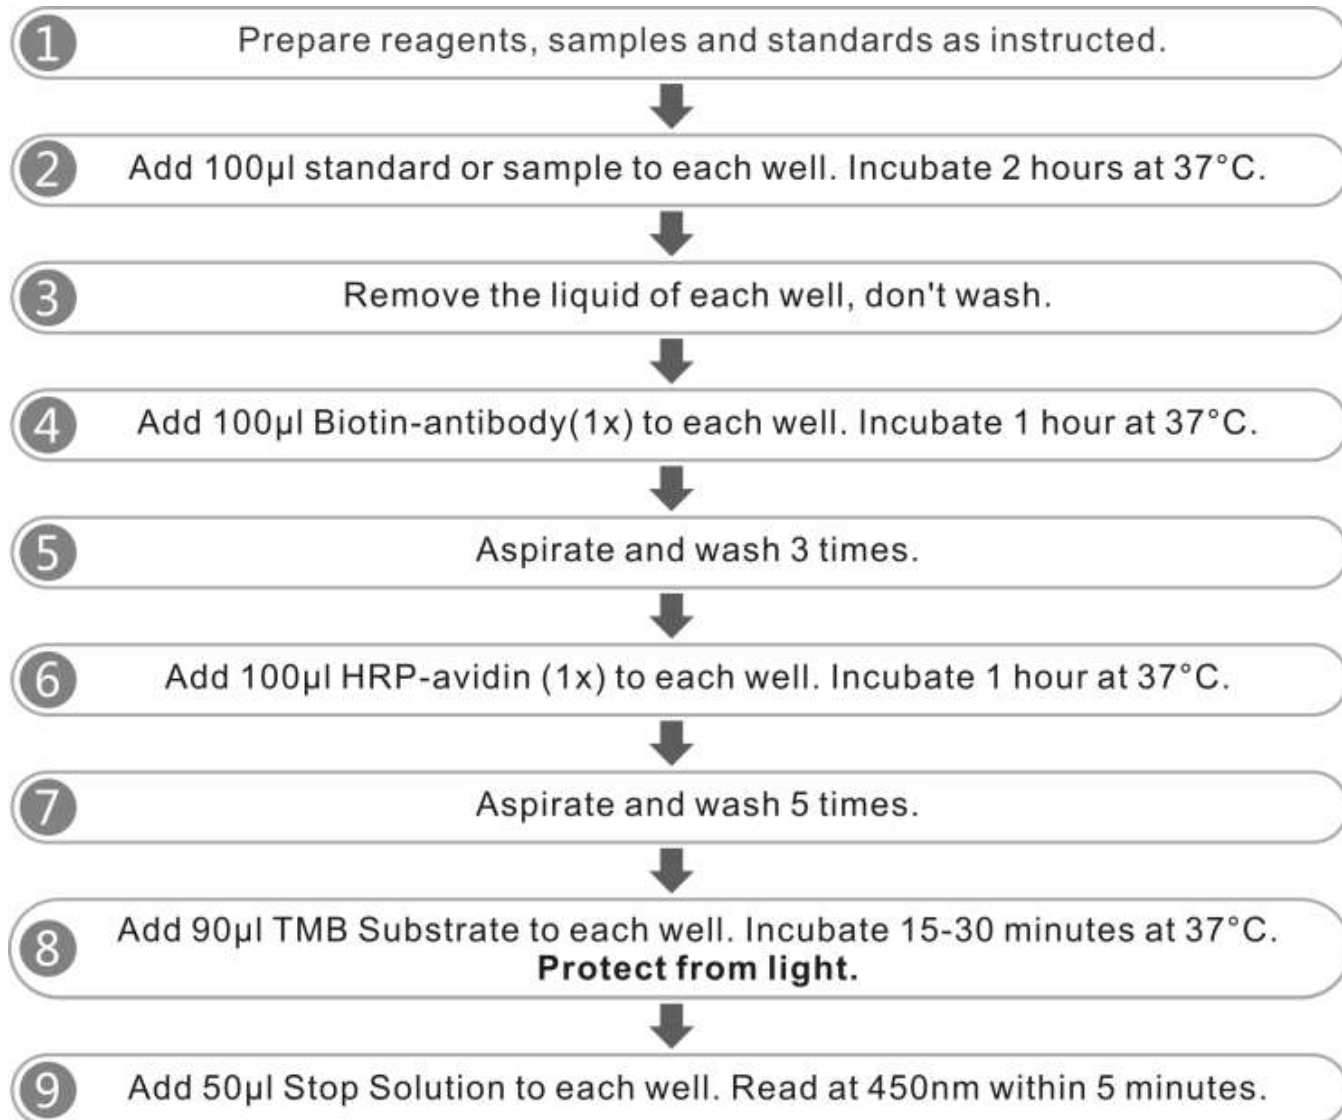 1 Prepare reagents, samples and standards as instructed.
2 Add 100µl standard or sample to each well. Incubate 2 hours at 37°C.
3 Remove the liquid of each well, don't wash.
4 Add 100µl Biotin-antibody(1x) to each well. Incubate 1 hour at 37°C.
5 Aspirate and wash 3 times.
6 Add 100µl HRP-avidin (1x) to each well. Incubate 1 hour at 37°C.
7 Aspirate and wash 5 times.
8 Add 90µl TMB Substrate to each well. Incubate 15-30 minutes at 37°C.
Protect from light.
9 Add 50µl Stop Solution to each well. Read at 450nm within 5 minutes.